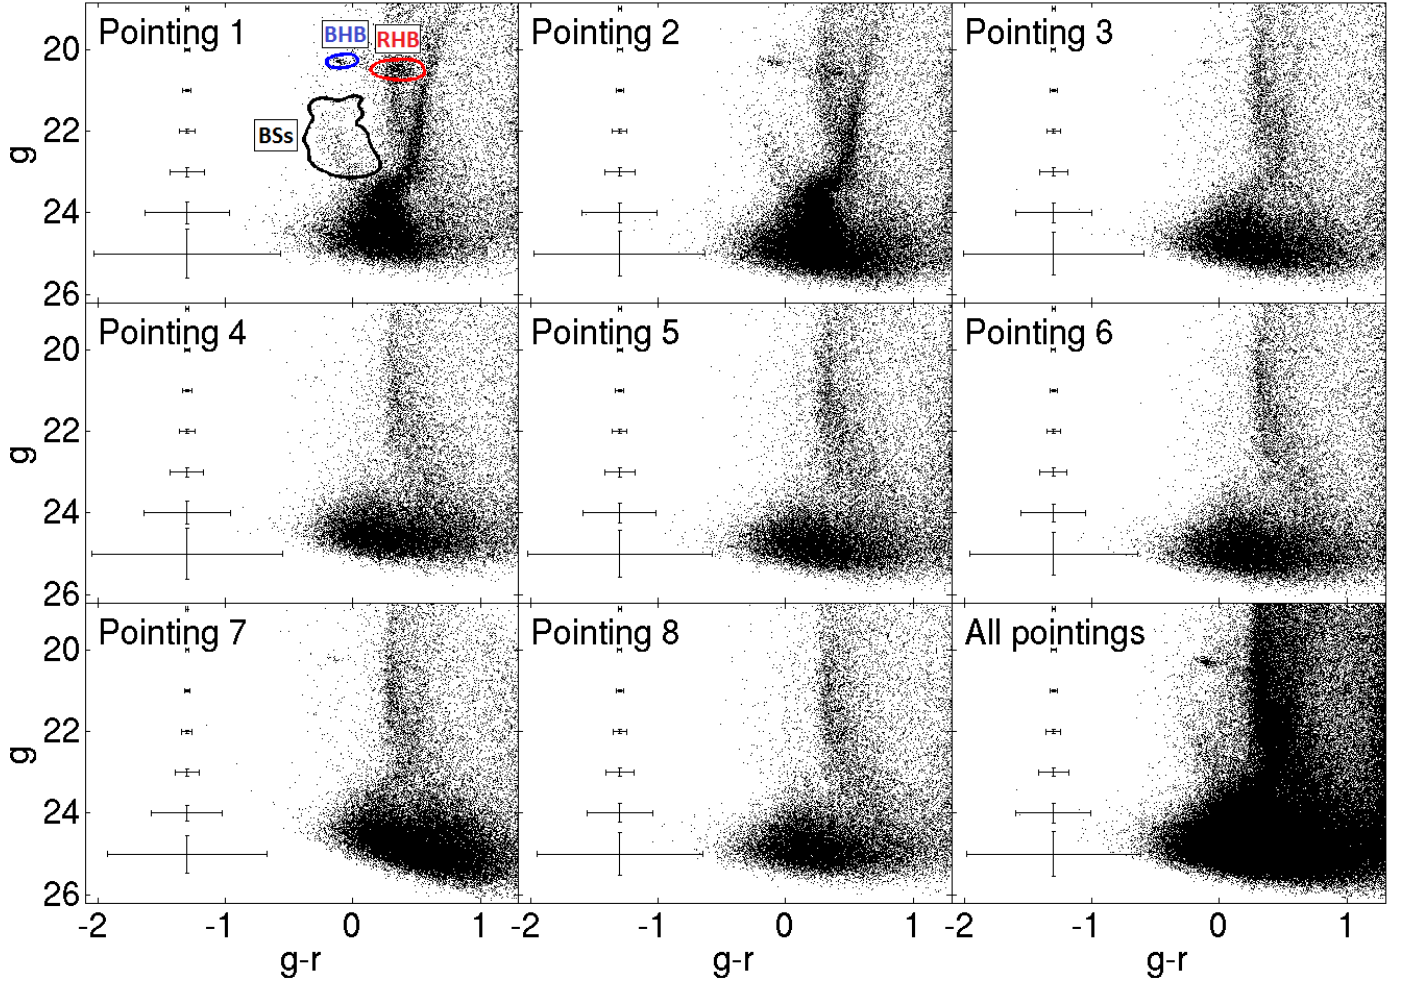 Pointing 1
BHB
RHB
BSs
Pointing 2
Pointing 3
20
22
24
26
g
Pointing 4
Pointing 5
Pointing 6
20
22
24
26
g
Pointing 7
Pointing 8
All pointings
20
22
24
26
g
-2 -1 0 1 -2 -1 0 1 -2 -1 0 1
g-r g-r g-r